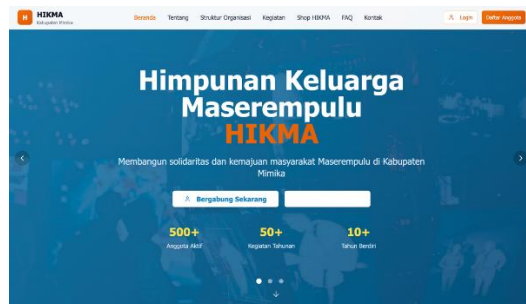 H
HIKMA
Kabupaten Mimika
Beranda
Tentang
Struktur Organisasi
Kegiatan
Shop HIKMA
FAQ
Kontak
Login
Daftar Anggota
Himpunan Keluarga
Maserempulu
HIKMA
Membangun solidaritas dan kemajuan masyarakat Maserempulu di Kabupaten
Mimika
Bergabung Sekarang
500+
50+
10+
Anggota Aktif
Kegiatan Tahunan
Tahun Berdiri